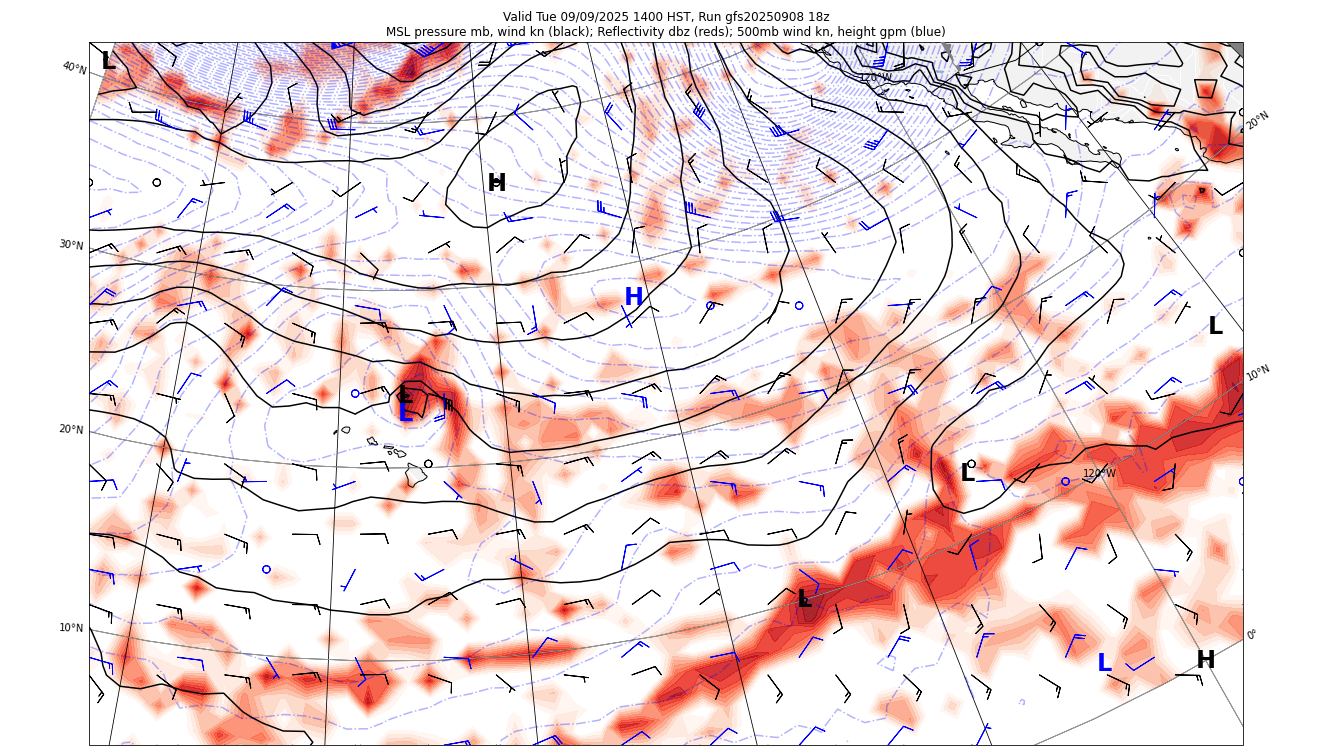 Valid Tue 09/09/2025 1400 HST, Run gfs20250908 18z
MSL pressure mb, wind kn (black); Reflectivity dbz (reds); 500mb wind kn, height gpm (blue)
L
40°N
120°W
20°N
H
30°N
H
L
10°N
L
L
20°N
L
120°W
L
10°N
0°
L
H